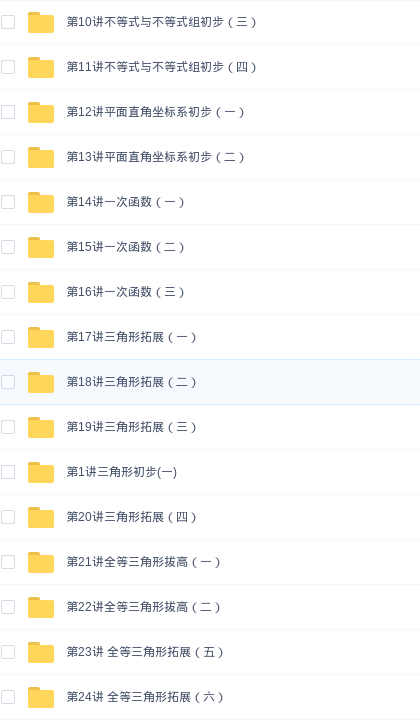 第10讲不等式与不等式组初步（三）
第11讲不等式与不等式组初步（四）
第12讲平面直角坐标系初步（一）
第13讲平面直角坐标系初步（二）
第14讲一次函数（一）
第15讲一次函数（二）
第16讲一次函数（三）
第17讲三角形拓展（一）
第18讲三角形拓展（二）
第19讲三角形拓展（三）
第1讲三角形初步(一)
第20讲三角形拓展（四）
第21讲全等三角形拔高（一）
第22讲全等三角形拔高（二）
第23讲 全等三角形拓展（五）
第24讲 全等三角形拓展（六）